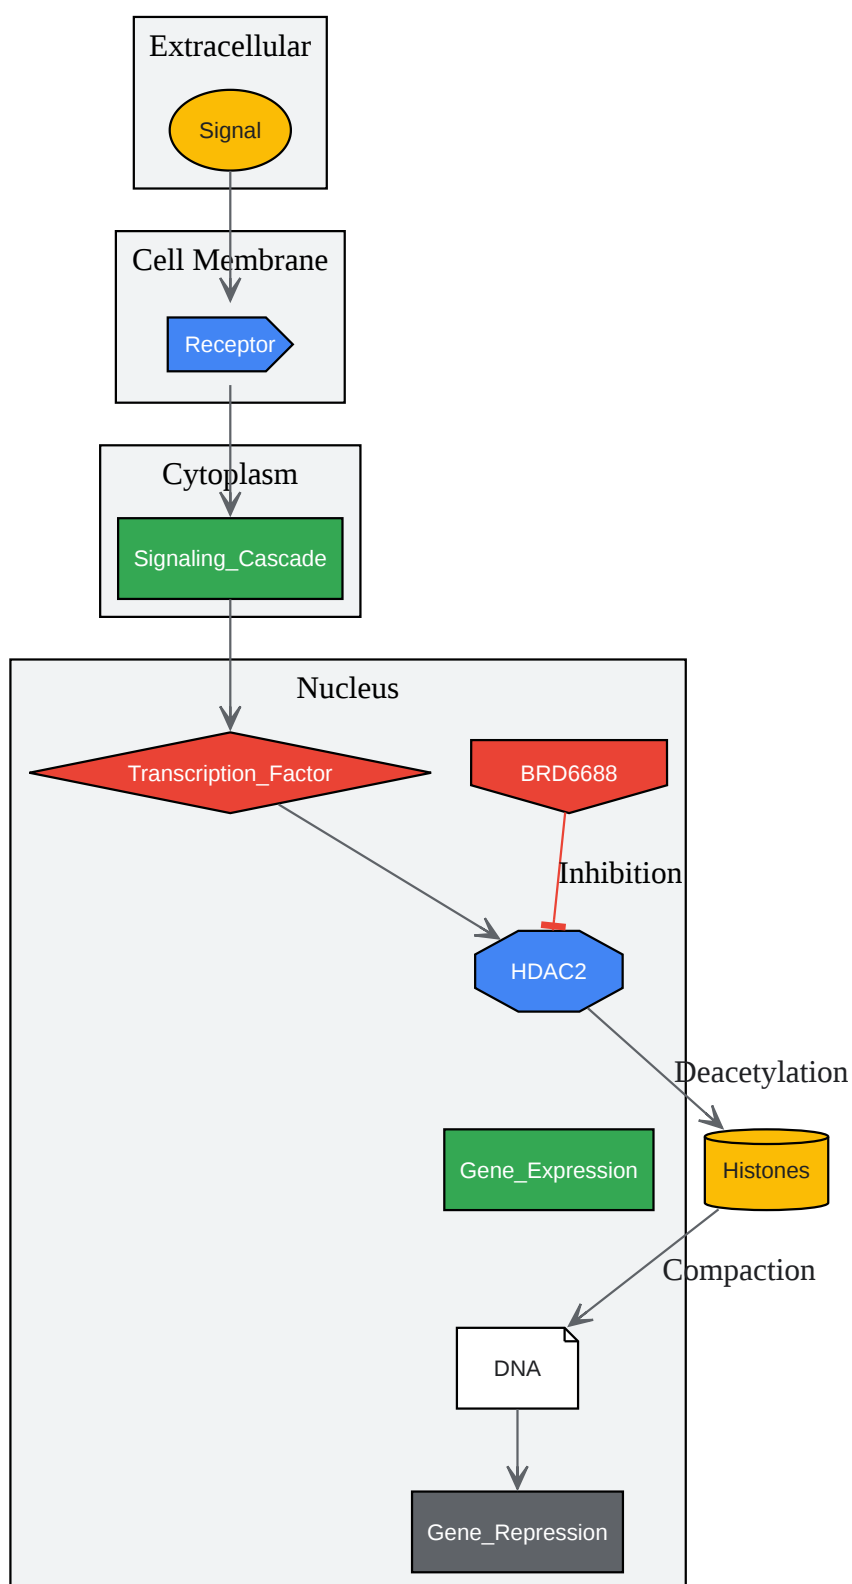 Extracellular
Signal
Cell Membrane
Receptor
Cytoplasm
Signaling_Cascade
Nucleus
Transcription_Factor
BRD6688
Inhibition
HDAC2
Deacetylation
Gene_Expression
Histones
Compaction
DNA
Gene_Repression